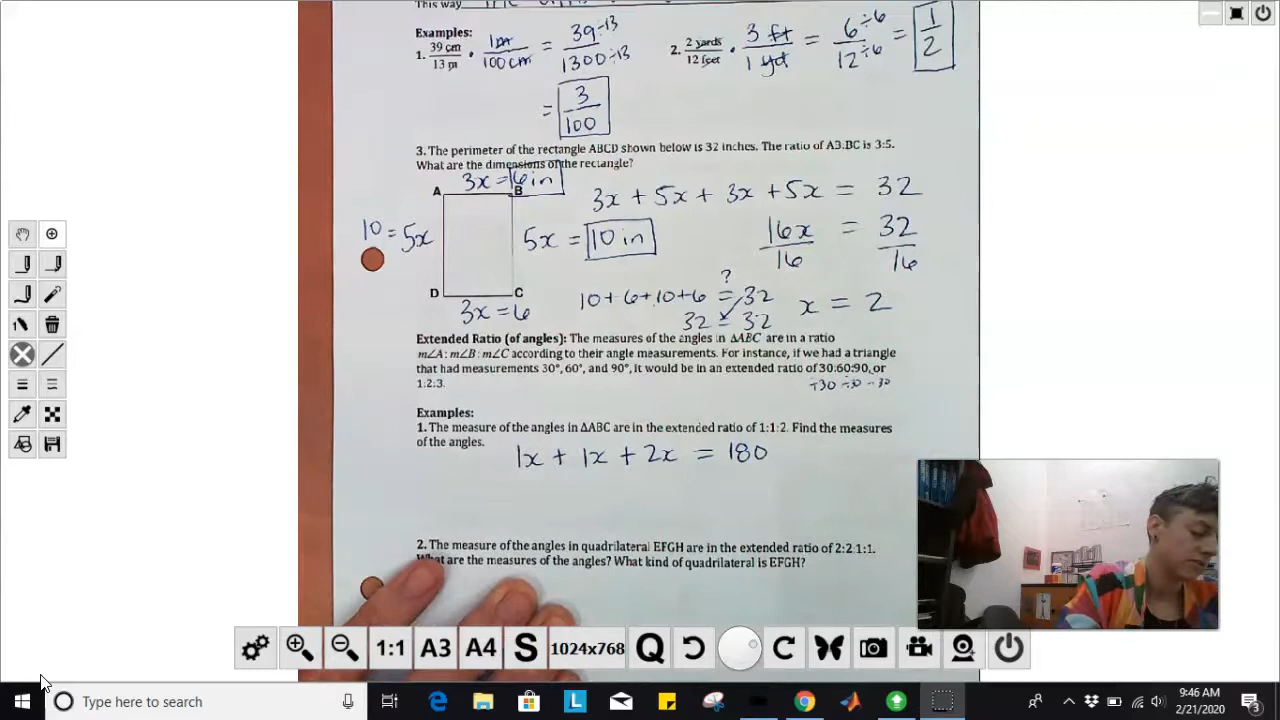 This way
Examples:
1. 39 cm / 13 m · 1m / 100 cm = 39 ÷13 / 1300 ÷13
= 3 / 100
2. 2 yards / 12 feet · 3 ft / 1 yd = 6 ÷6 / 12 ÷6 = 1 / 2
3. The perimeter of the rectangle ABCD shown below is 32 inches. The ratio of AB:BC is 3:5.
What are the dimensions of the rectangle?
3x = 6 in
A B
10 = 5x
5x = 10 in
D C
3x = 6
3x + 5x + 3x + 5x = 32
16x / 16 = 32 / 16
x = 2
?
10 + 6 + 10 + 6 = 32
32 = 32
Extended Ratio (of angles): The measures of the angles in ΔABC are in a ratio
m∠A: m∠B: m∠C according to their angle measurements. For instance, if we had a triangle
that had measurements 30°, 60°, and 90°, it would be in an extended ratio of 30:60:90, or
÷30 ÷30 ÷30
1:2:3.
Examples:
1. The measure of the angles in ΔABC are in the extended ratio of 1:1:2. Find the measures
of the angles.
1x + 1x + 2x = 180
2. The measure of the angles in quadrilateral EFGH are in the extended ratio of 2:2:1:1.
What are the measures of the angles? What kind of quadrilateral is EFGH?
1:1
A3
A4
S
1024x768
Q
Type here to search
9:46 AM
2/21/2020
3